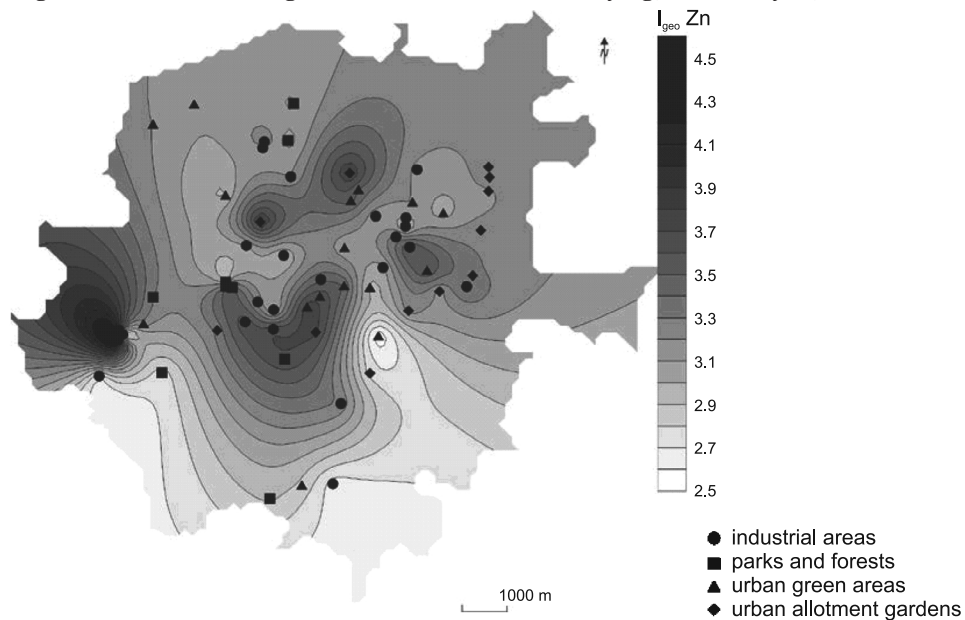 I geo Zn
N
4.5
4.3
4.1
3.9
3.7
3.5
3.3
3.1
2.9
2.7
2.5
industrial areas
parks and forests
urban green areas
urban allotment gardens
1000 m